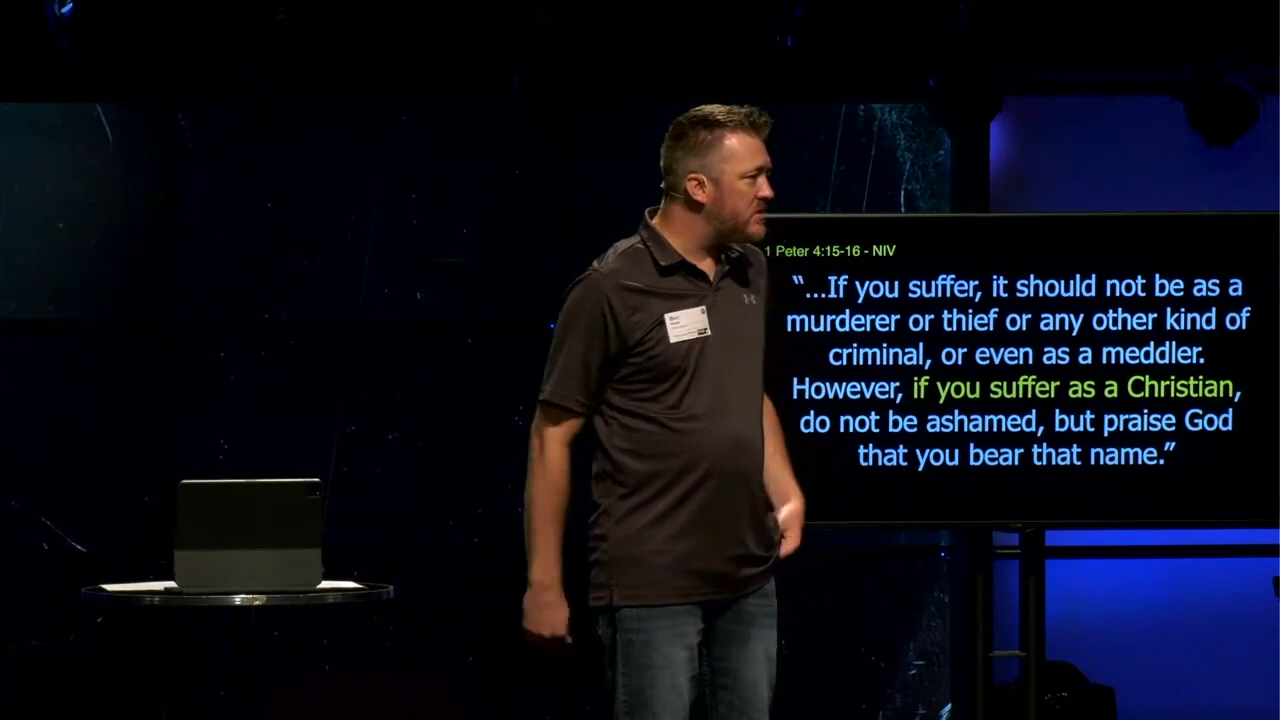 1 Peter 4:15-16 - NIV
“...If you suffer, it should not be as a
murderer or thief or any other kind of
criminal, or even as a meddler.
However, if you suffer as a Christian,
do not be ashamed, but praise God
that you bear that name.”